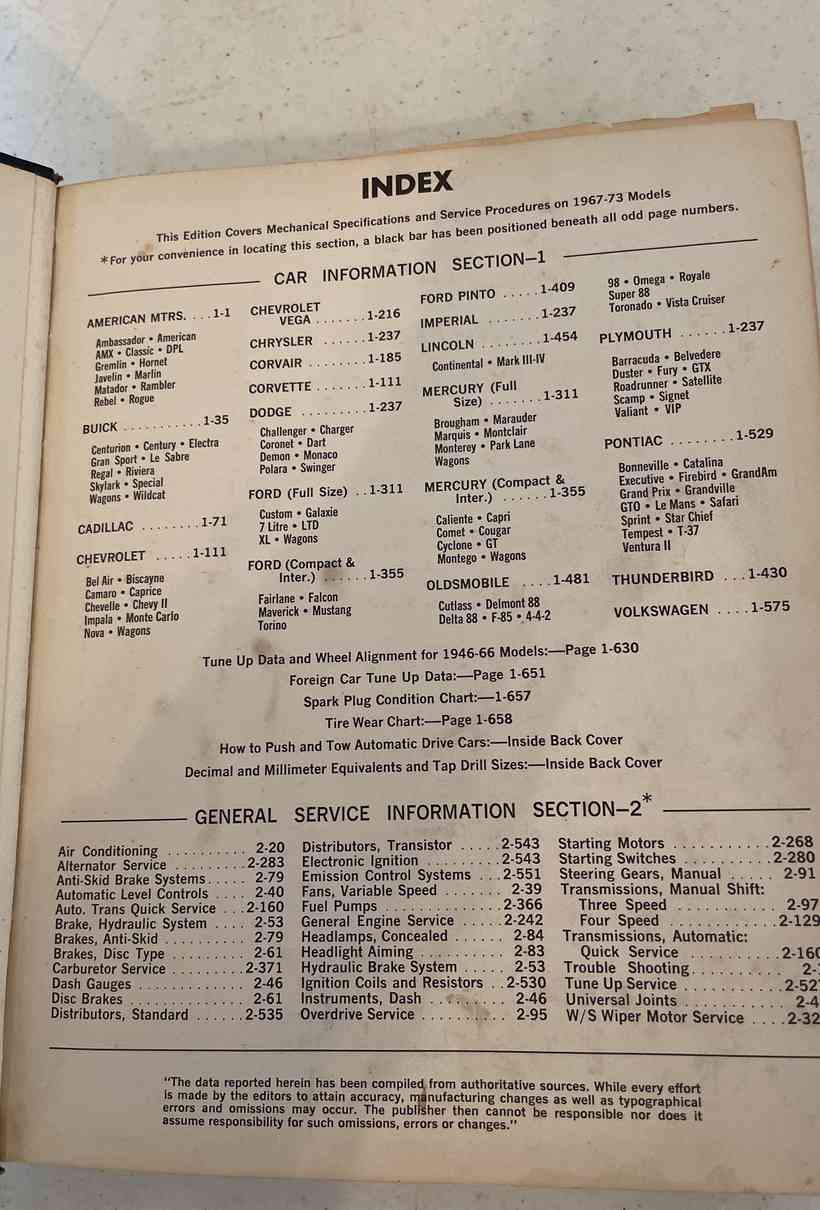 INDEX
This Edition Covers Mechanical Specifications and Service Procedures on 1967-73 Models
*For your convenience in locating this section, a black bar has been positioned beneath all odd page numbers.
CAR INFORMATION SECTION—1
AMERICAN MTRS. ...1-1
Ambassador • American
AMX • Classic • DPL
Gremlin • Hornet
Javelin • Marlin
Matador • Rambler
Rebel • Rogue
BUICK ...........1-35
Centurion • Century • Electra
Gran Sport • Le Sabre
Regal • Riviera
Skylark • Special
Wagons • Wildcat
CADILLAC ........1-71
CHEVROLET .....1-111
Bel Air • Biscayne
Camaro • Caprice
Chevelle • Chevy II
Impala • Monte Carlo
Nova • Wagons
CHEVROLET
VEGA .......1-216
CHRYSLER ......1-237
CORVAIR ........1-185
CORVETTE .......1-111
DODGE .........1-237
Challenger • Charger
Coronet • Dart
Demon • Monaco
Polara • Swinger
FORD (Full Size) ..1-311
Custom • Galaxie
7 Litre • LTD
XL • Wagons
FORD (Compact &
Inter.) ......1-355
Fairlane • Falcon
Maverick • Mustang
Torino
FORD PINTO .....1-409
IMPERIAL .......1-237
LINCOLN ........1-454
Continental • Mark III-IV
MERCURY (Full
Size) .......1-311
Brougham • Marauder
Marquis • Montclair
Monterey • Park Lane
Wagons
MERCURY (Compact &
Inter.) ......1-355
Caliente • Capri
Comet • Cougar
Cyclone • GT
Montego • Wagons
OLDSMOBILE ....1-481
Cutlass • Delmont 88
Delta 88 • F-85 • 4-4-2
98 • Omega • Royale
Super 88
Toronado • Vista Cruiser
PLYMOUTH ......1-237
Barracuda • Belvedere
Duster • Fury • GTX
Roadrunner • Satellite
Scamp • Signet
Valiant • VIP
PONTIAC ........1-529
Bonneville • Catalina
Executive • Firebird • GrandAm
Grand Prix • Grandville
GTO • Le Mans • Safari
Sprint • Star Chief
Tempest • T-37
Ventura II
THUNDERBIRD ...1-430
VOLKSWAGEN ....1-575
Tune Up Data and Wheel Alignment for 1946-66 Models:—Page 1-630
Foreign Car Tune Up Data:—Page 1-651
Spark Plug Condition Chart:—1-657
Tire Wear Chart:—Page 1-658
How to Push and Tow Automatic Drive Cars:—Inside Back Cover
Decimal and Millimeter Equivalents and Tap Drill Sizes:—Inside Back Cover
GENERAL SERVICE INFORMATION SECTION—2*
Air Conditioning .......... 2-20
Alternator Service .........2-283
Anti-Skid Brake Systems..... 2-79
Automatic Level Controls .... 2-40
Auto. Trans Quick Service ...2-160
Brake, Hydraulic System .... 2-53
Brakes, Anti-Skid .......... 2-79
Brakes, Disc Type ......... 2-61
Carburetor Service .........2-371
Dash Gauges ............. 2-46
Disc Brakes .............. 2-61
Distributors, Standard ......2-535
Distributors, Transistor .....2-543
Electronic Ignition .........2-543
Emission Control Systems ...2-551
Fans, Variable Speed ....... 2-39
Fuel Pumps ..............2-366
General Engine Service .....2-242
Headlamps, Concealed ...... 2-84
Headlight Aiming .......... 2-83
Hydraulic Brake System ..... 2-53
Ignition Coils and Resistors ..2-530
Instruments, Dash ......... 2-46
Overdrive Service .......... 2-95
Starting Motors ...........2-268
Starting Switches ..........2-280
Steering Gears, Manual ..... 2-91
Transmissions, Manual Shift:
Three Speed ........... 2-97
Four Speed ............2-129
Transmissions, Automatic:
Quick Service ..........2-160
Trouble Shooting........... 2-
Tune Up Service ...........2-52
Universal Joints ........... 2-4
W/S Wiper Motor Service ....2-32
"The data reported herein has been compiled from authoritative sources. While every effort
is made by the editors to attain accuracy, manufacturing changes as well as typographical
errors and omissions may occur. The publisher then cannot be responsible nor does it
assume responsibility for such omissions, errors or changes."